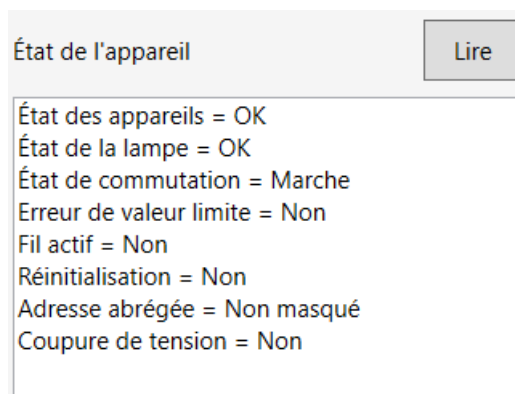 État de l'appareil
Lire
État des appareils = OK
État de la lampe = OK
État de commutation = Marche
Erreur de valeur limite = Non
Fil actif = Non
Réinitialisation = Non
Adresse abrégée = Non masqué
Coupure de tension = Non